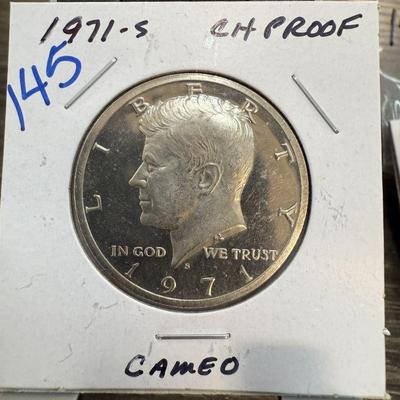 1971-S CH PROOF
145
LIBERTY
IN GOD WE TRUST
S
1971
CAMEO